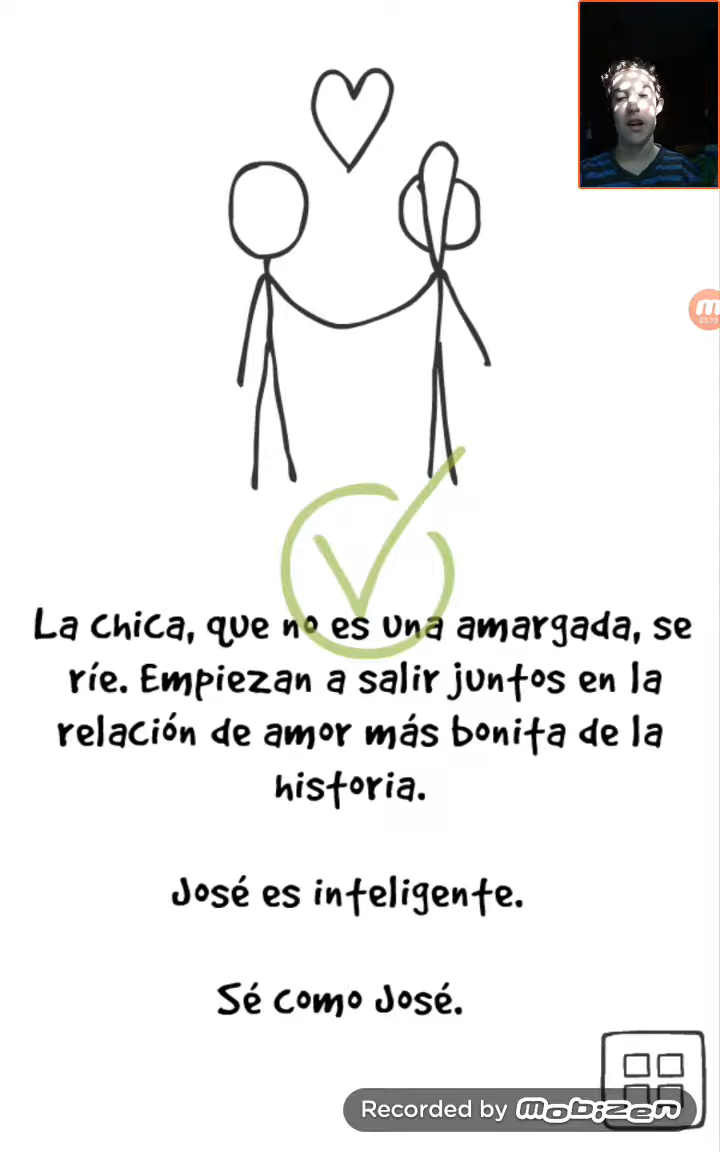 La chica, que no es una amargada, se
ríe. Empiezan a salir juntos en la
relación de amor más bonita de la
historia.
José es inteligente.
Sé como José.
Recorded by mobizen